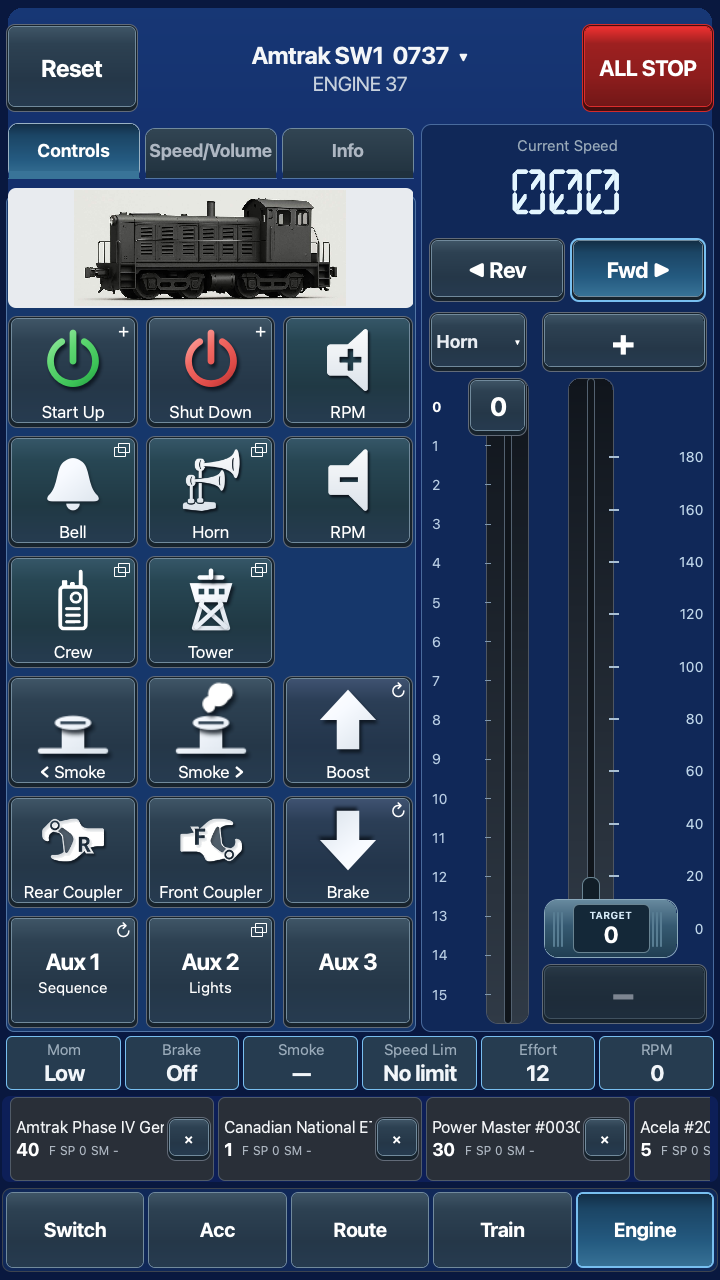 Reset
Amtrak SW1 0737 ▼
ENGINE 37
ALL STOP
Controls
Speed/Volume
Info
Current Speed
000
◀ Rev
Fwd ▶
Horn
+
Start Up
+
Shut Down
+
RPM
Bell
Horn
RPM
Crew
Tower
< Smoke
Smoke >
Boost
R
Rear Coupler
F
Front Coupler
Brake
Aux 1
Sequence
Aux 2
Lights
Aux 3
0
0
1
2
3
4
5
6
7
8
9
10
11
12
13
14
15
180
160
140
120
100
80
60
40
20
0
TARGET
0
−
Mom
Low
Brake
Off
Smoke
—
Speed Lim
No limit
Effort
12
RPM
0
Amtrak Phase IV Ger
40 F SP 0 SM -
×
Canadian National E
1 F SP 0 SM -
×
Power Master #0030
30 F SP 0 SM -
×
Acela #20
5 F SP 0 S
Switch
Acc
Route
Train
Engine